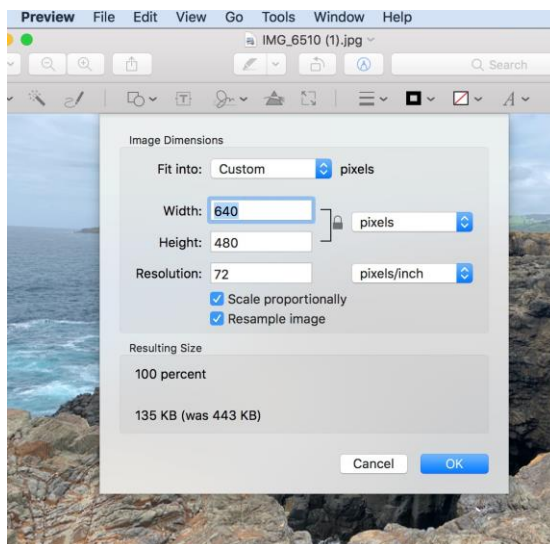 Preview File Edit View Go Tools Window Help
IMG_6510 (1).jpg
Search
A
Image Dimensions
Fit into: Custom pixels
Width: 640
pixels
Height: 480
Resolution: 72 pixels/inch
Scale proportionally
Resample image
Resulting Size
100 percent
135 KB (was 443 KB)
Cancel OK